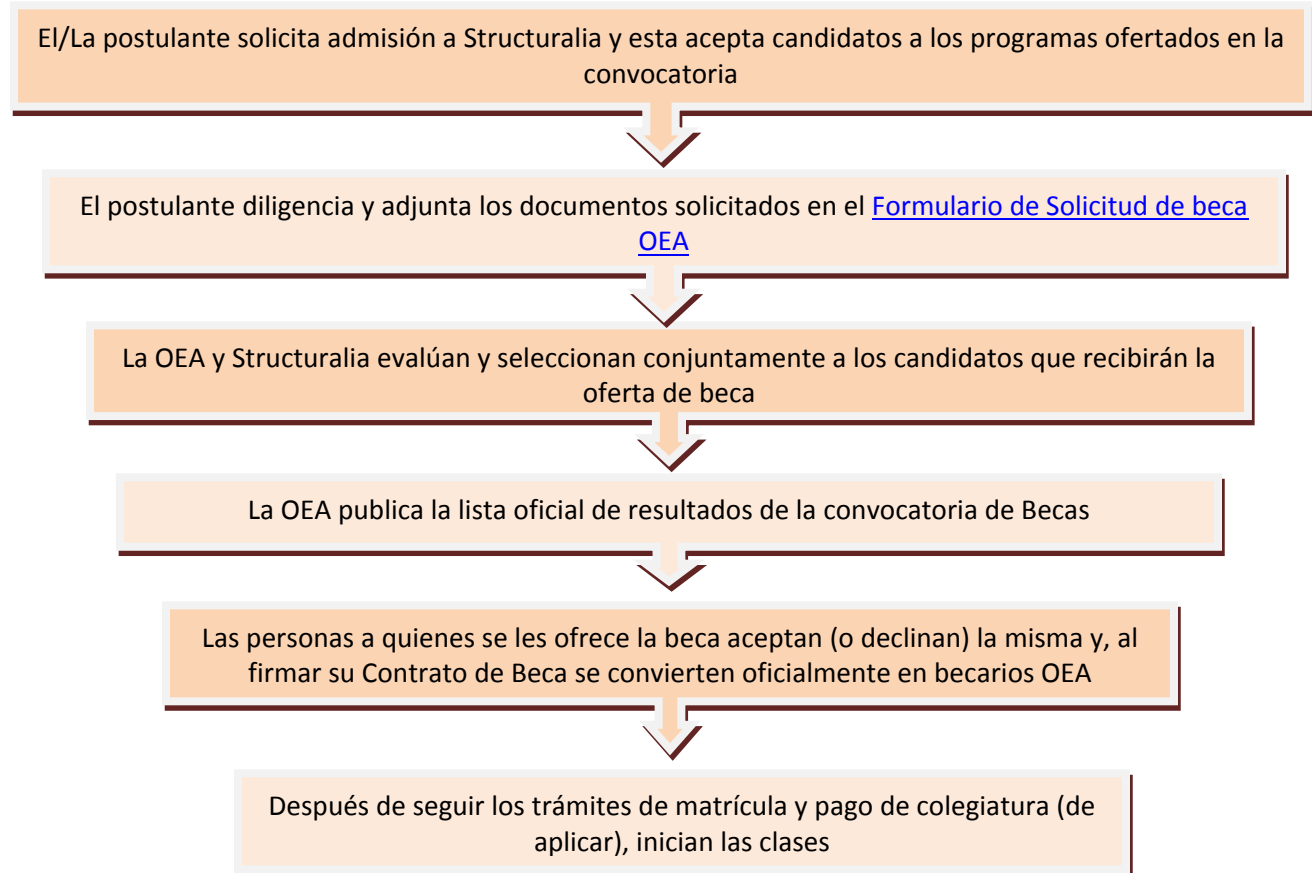 El/La postulante solicita admisión a Structuralia y esta acepta candidatos a los programas ofertados en la
convocatoria
El postulante diligencia y adjunta los documentos solicitados en el Formulario de Solicitud de beca
OEA
La OEA y Structuralia evalúan y seleccionan conjuntamente a los candidatos que recibirán la
oferta de beca
La OEA publica la lista oficial de resultados de la convocatoria de Becas
Las personas a quienes se les ofrece la beca aceptan (o declinan) la misma y, al
firmar su Contrato de Beca se convierten oficialmente en becarios OEA
Después de seguir los trámites de matrícula y pago de colegiatura (de
aplicar), inician las clases